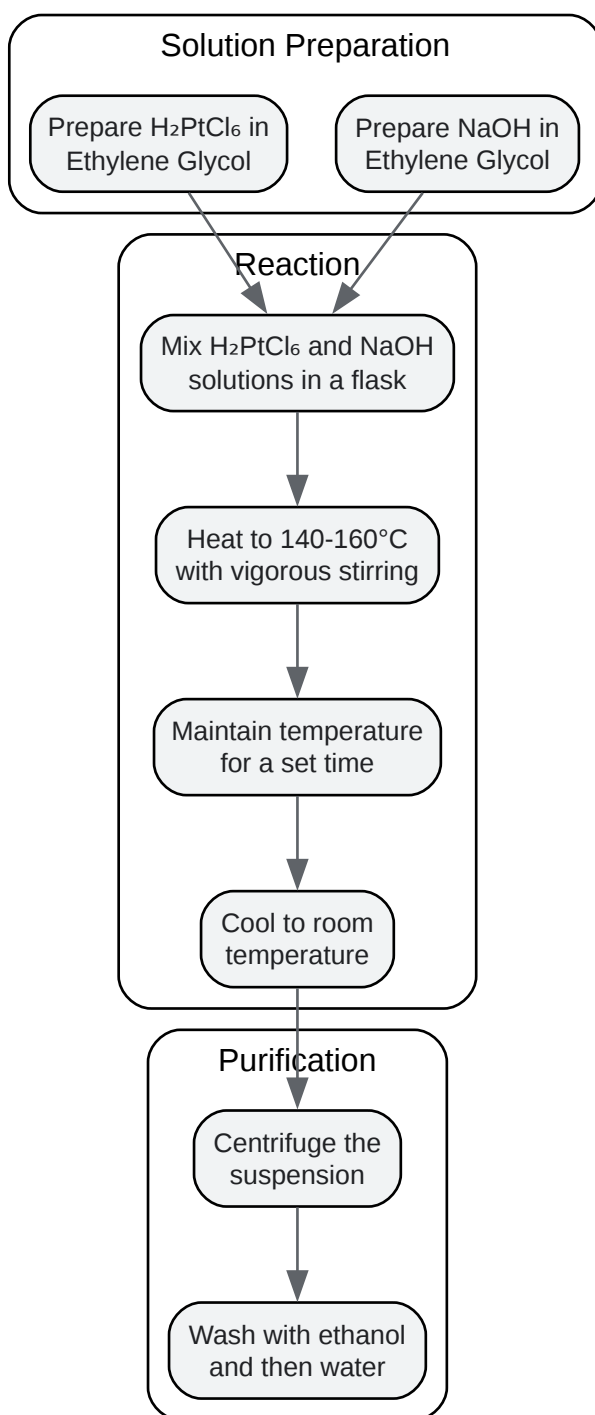 Solution Preparation
Prepare H₂PtCl₆ in
Ethylene Glycol
Prepare NaOH in
Ethylene Glycol
Reaction
Mix H₂PtCl₆ and NaOH
solutions in a flask
Heat to 140-160°C
with vigorous stirring
Maintain temperature
for a set time
Cool to room
temperature
Purification
Centrifuge the
suspension
Wash with ethanol
and then water